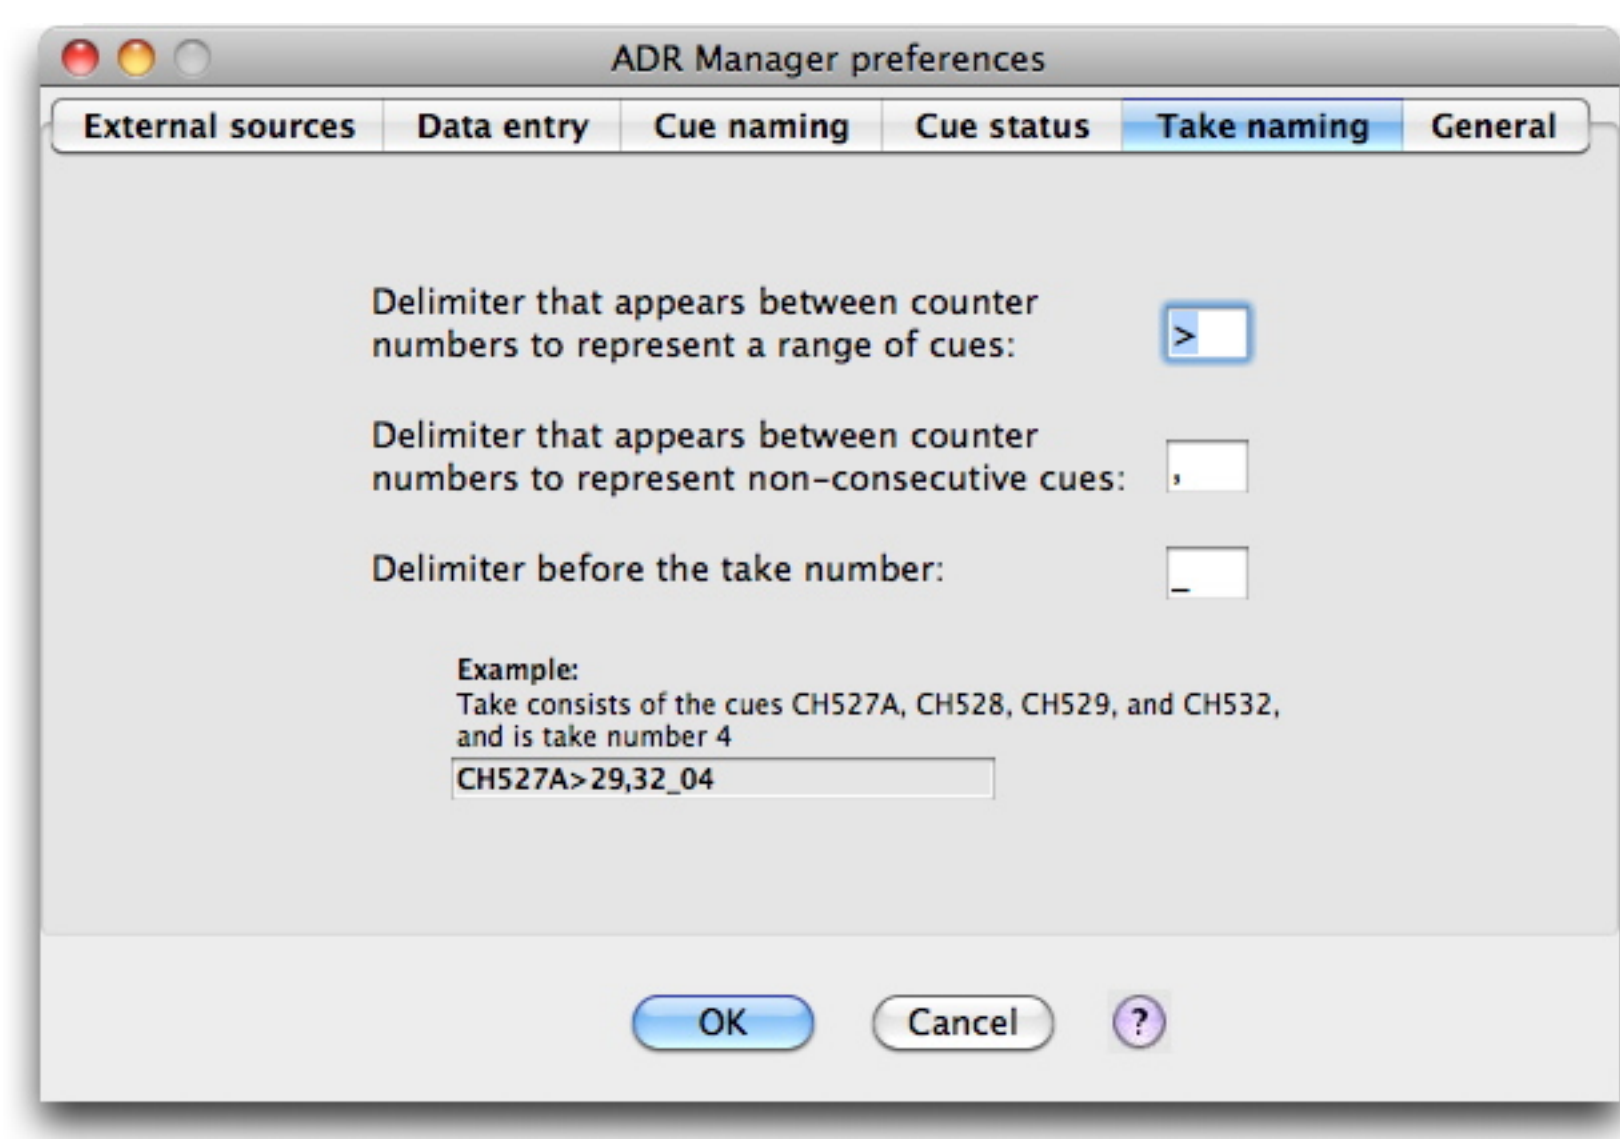 ADR Manager preferences
External sources Data entry Cue naming Cue status Take naming General
Delimiter that appears between counter
numbers to represent a range of cues: >
Delimiter that appears between counter
numbers to represent non-consecutive cues: ,
Delimiter before the take number: _
Example:
Take consists of the cues CH527A, CH528, CH529, and CH532,
and is take number 4
CH527A>29,32_04
OK Cancel ?